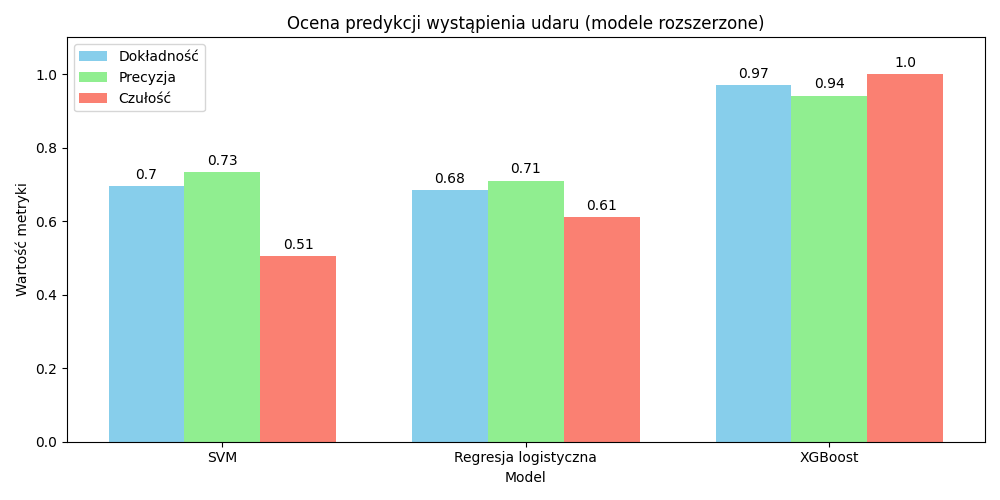 Ocena predykcji wystąpienia udaru (modele rozszerzone)
Dokładność
Precyzja
Czułość
Wartość metryki
1.0
0.8
0.6
0.4
0.2
0.0
0.7
0.73
0.51
0.68
0.71
0.61
0.97
0.94
1.0
SVM
Regresja logistyczna
XGBoost
Model